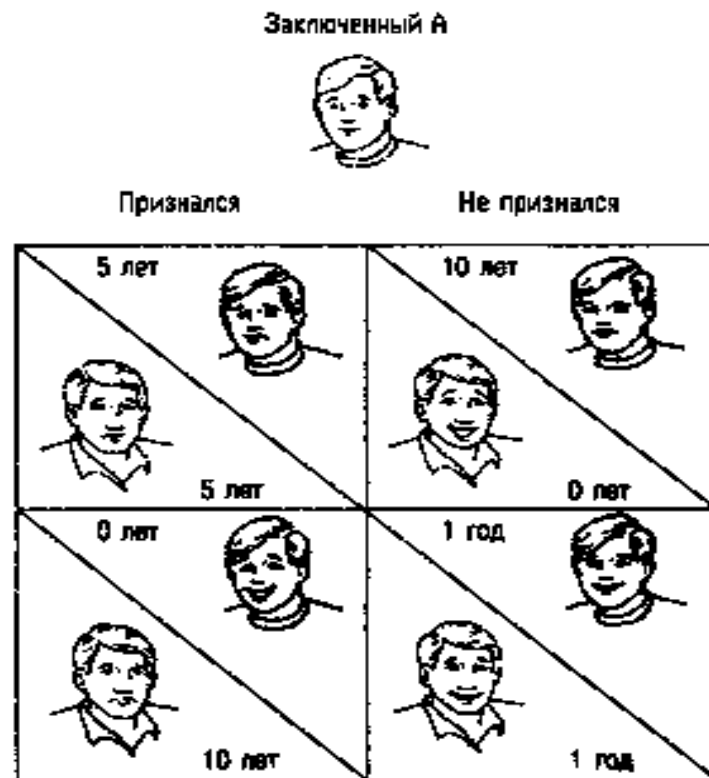 Заключенный А
Признался
Не признался
5 лет
10 лет
5 лет
0 лет
0 лет
1 год
10 лет
1 год